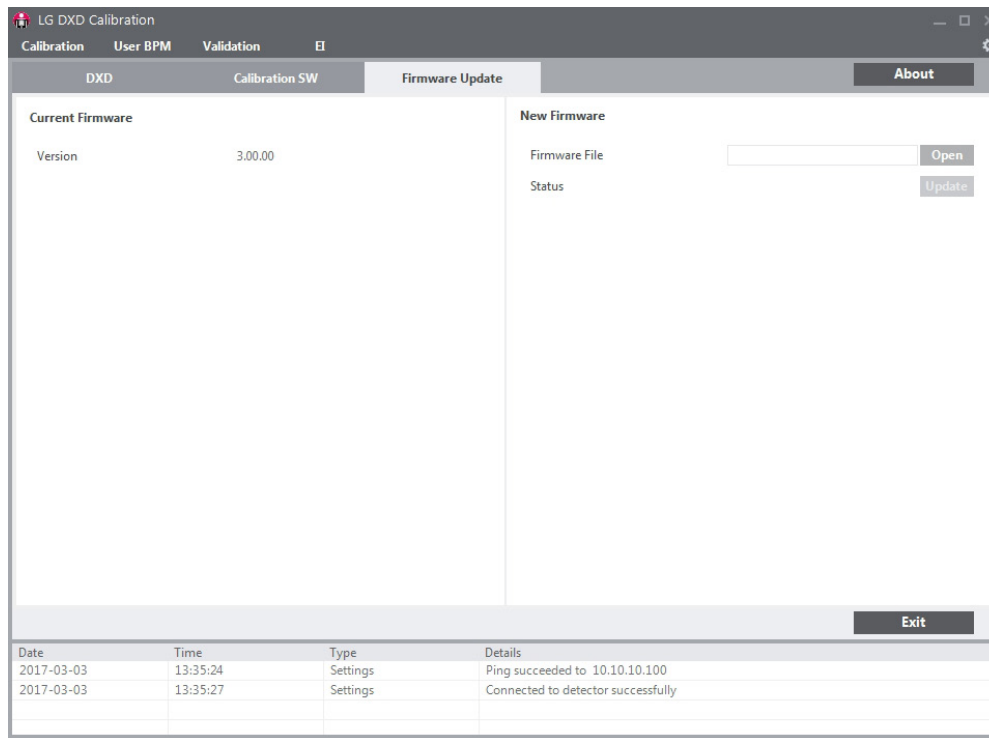 LG DXD Calibration
Calibration User BPM Validation EI
DXD Calibration SW Firmware Update About
Current Firmware
Version 3.00.00
New Firmware
Firmware File Open
Status Update
Exit
Date Time Type Details
2017-03-03 13:35:24 Settings Ping succeeded to 10.10.10.100
2017-03-03 13:35:27 Settings Connected to detector successfully